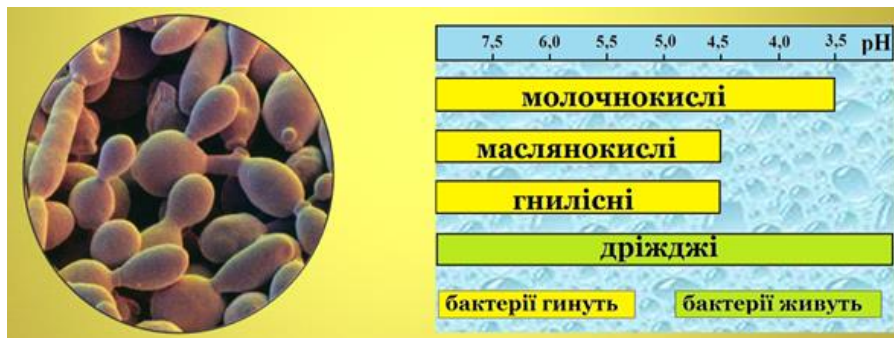 7,5 6,0 5,5 5,0 4,5 4,0 3,5 pH
молочнокислі
маслянокислі
гнилісні
дріжджі
бактерії гинуть бактерії живуть